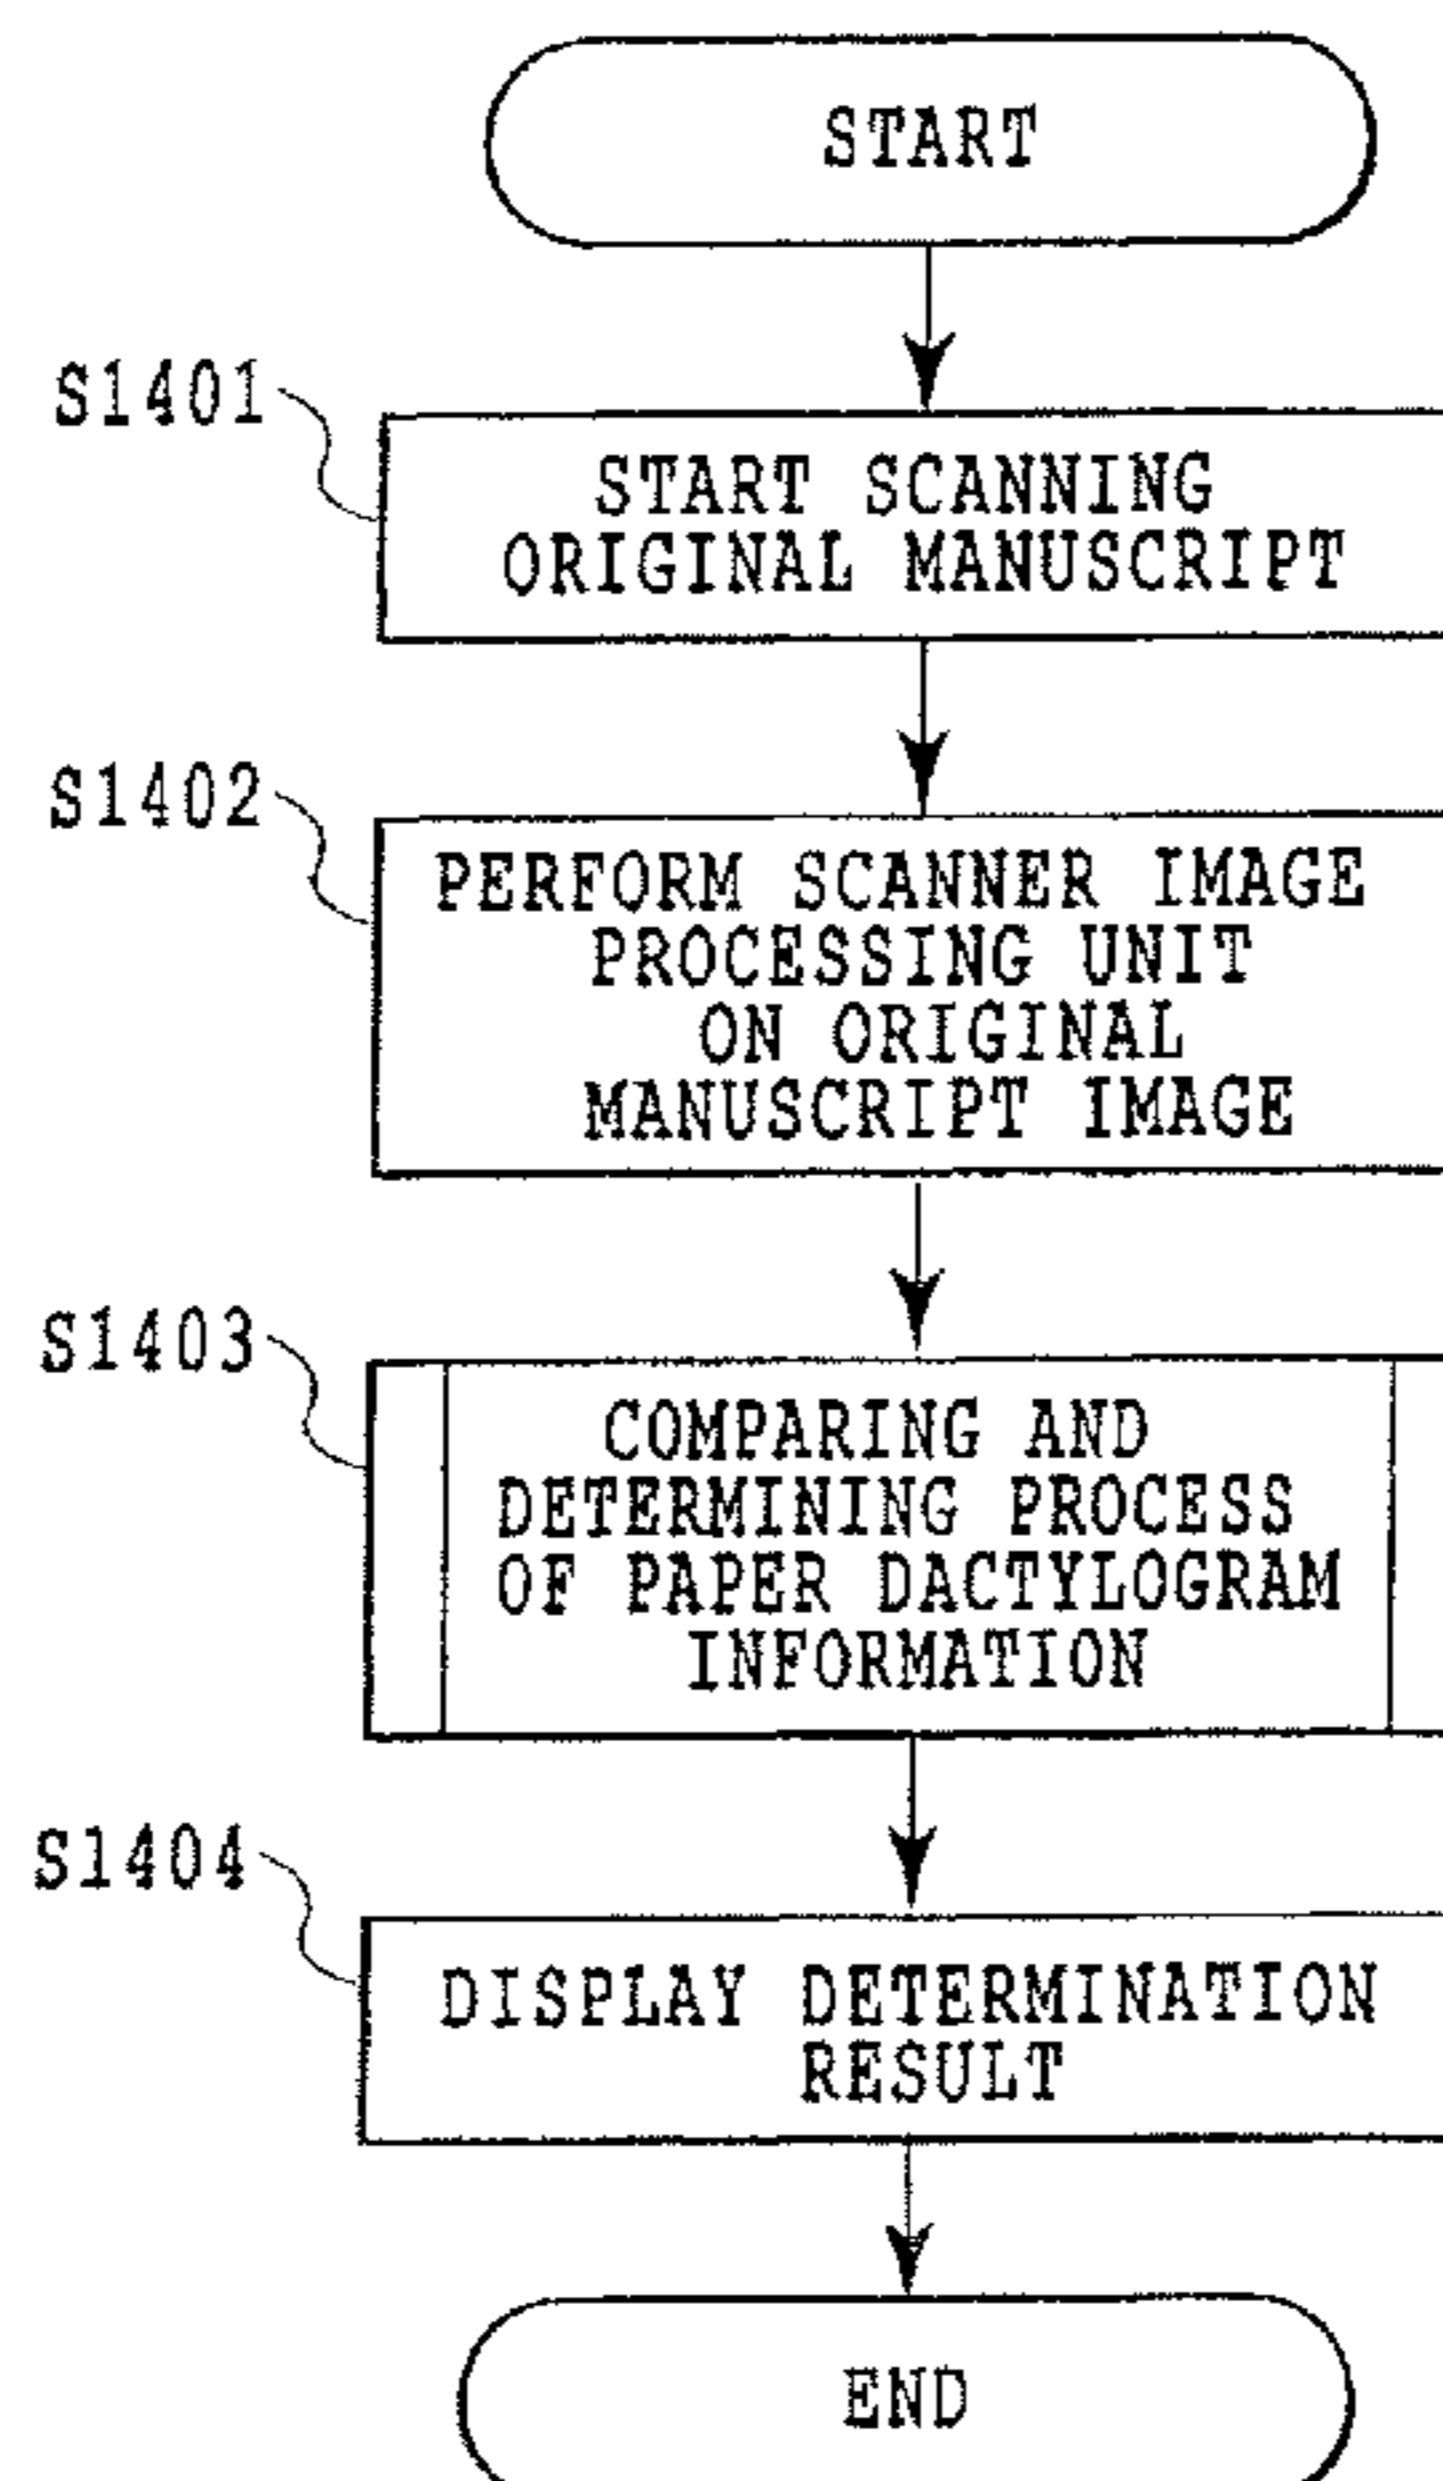 START
S1401
START SCANNING
ORIGINAL MANUSCRIPT
S1402
PERFORM SCANNER IMAGE
PROCESSING UNIT
ON ORIGINAL
MANUSCRIPT IMAGE
S1403
COMPARING AND
DETERMINING PROCESS
OF PAPER DACTYLOGRAM
INFORMATION
S1404
DISPLAY DETERMINATION
RESULT
END